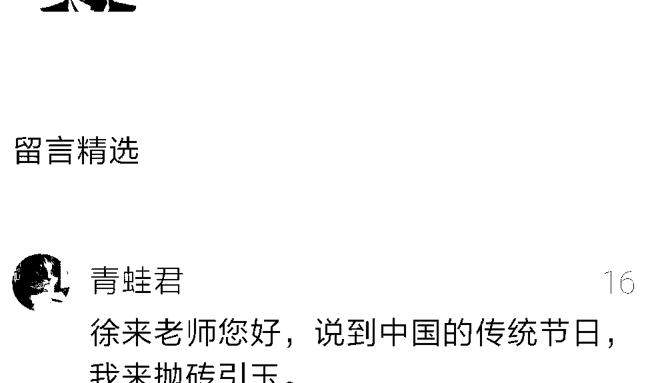 留言精选
青蛙君
16
徐来老师您好，说到中国的传统节日，
我来抛砖引玉。